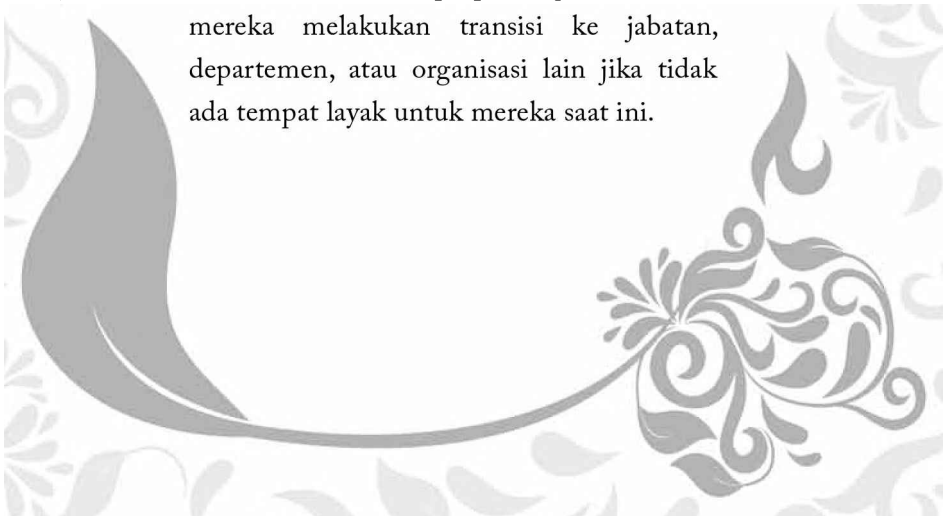 mereka melakukan transisi ke jabatan,
departemen, atau organisasi lain jika tidak
ada tempat layak untuk mereka saat ini.